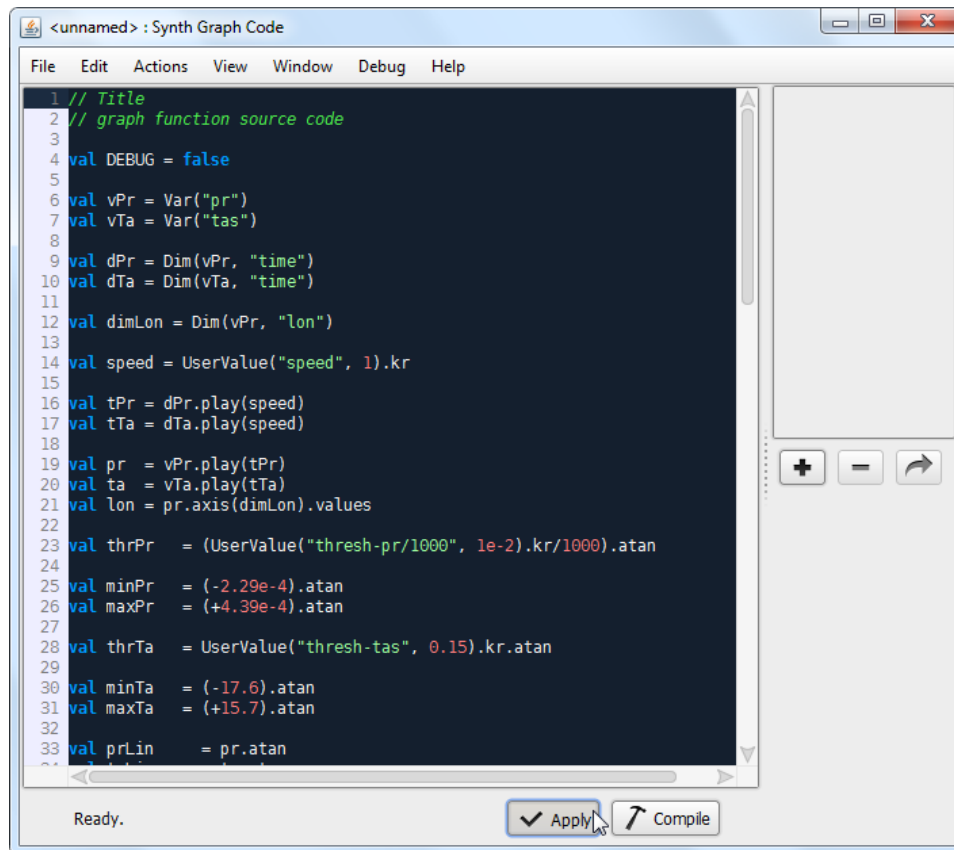 <unnamed> : Synth Graph Code
File Edit Actions View Window Debug Help
1 // Title
2 // graph function source code
3
4 val DEBUG = false
5
6 val vPr = Var("pr")
7 val vTa = Var("tas")
8
9 val dPr = Dim(vPr, "time")
10 val dTa = Dim(vTa, "time")
11
12 val dimLon = Dim(vPr, "lon")
13
14 val speed = UserValue("speed", 1).kr
15
16 val tPr = dPr.play(speed)
17 val tTa = dTa.play(speed)
18
19 val pr  = vPr.play(tPr)
20 val ta  = vTa.play(tTa)
21 val lon = pr.axis(dimLon).values
22
23 val thrPr   = (UserValue("thresh-pr/1000", 1e-2).kr/1000).atan
24
25 val minPr   = (-2.29e-4).atan
26 val maxPr   = (+4.39e-4).atan
27
28 val thrTa   = UserValue("thresh-tas", 0.15).kr.atan
29
30 val minTa   = (-17.6).atan
31 val maxTa   = (+15.7).atan
32
33 val prLin     = pr.atan
Ready.
Apply
Compile